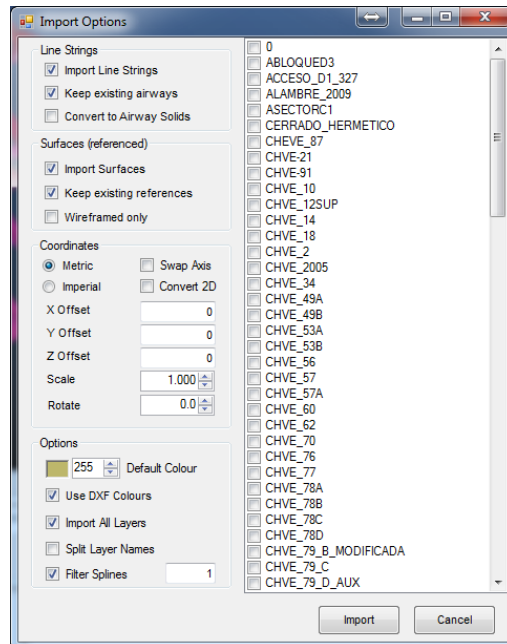 Import Options
Line Strings
Import Line Strings
Keep existing airways
Convert to Airway Solids
Surfaces (referenced)
Import Surfaces
Keep existing references
Wireframed only
Coordinates
Metric
Swap Axis
Imperial
Convert 2D
X Offset 0
Y Offset 0
Z Offset 0
Scale 1.000
Rotate 0.0
Options
255 Default Colour
Use DXF Colours
Import All Layers
Split Layer Names
Filter Splines 1
0
ABLOQUED3
ACCESO_D1_327
ALAMBRE_2009
ASECTORC1
CERRADO_HERMETICO
CHEVE_87
CHVE-21
CHVE-91
CHVE_10
CHVE_12SUP
CHVE_14
CHVE_18
CHVE_2
CHVE_2005
CHVE_34
CHVE_49A
CHVE_49B
CHVE_53A
CHVE_53B
CHVE_56
CHVE_57
CHVE_57A
CHVE_60
CHVE_62
CHVE_70
CHVE_76
CHVE_77
CHVE_78A
CHVE_78B
CHVE_78C
CHVE_78D
CHVE_79_B_MODIFICADA
CHVE_79_C
CHVE_79_D_AUX
Import
Cancel